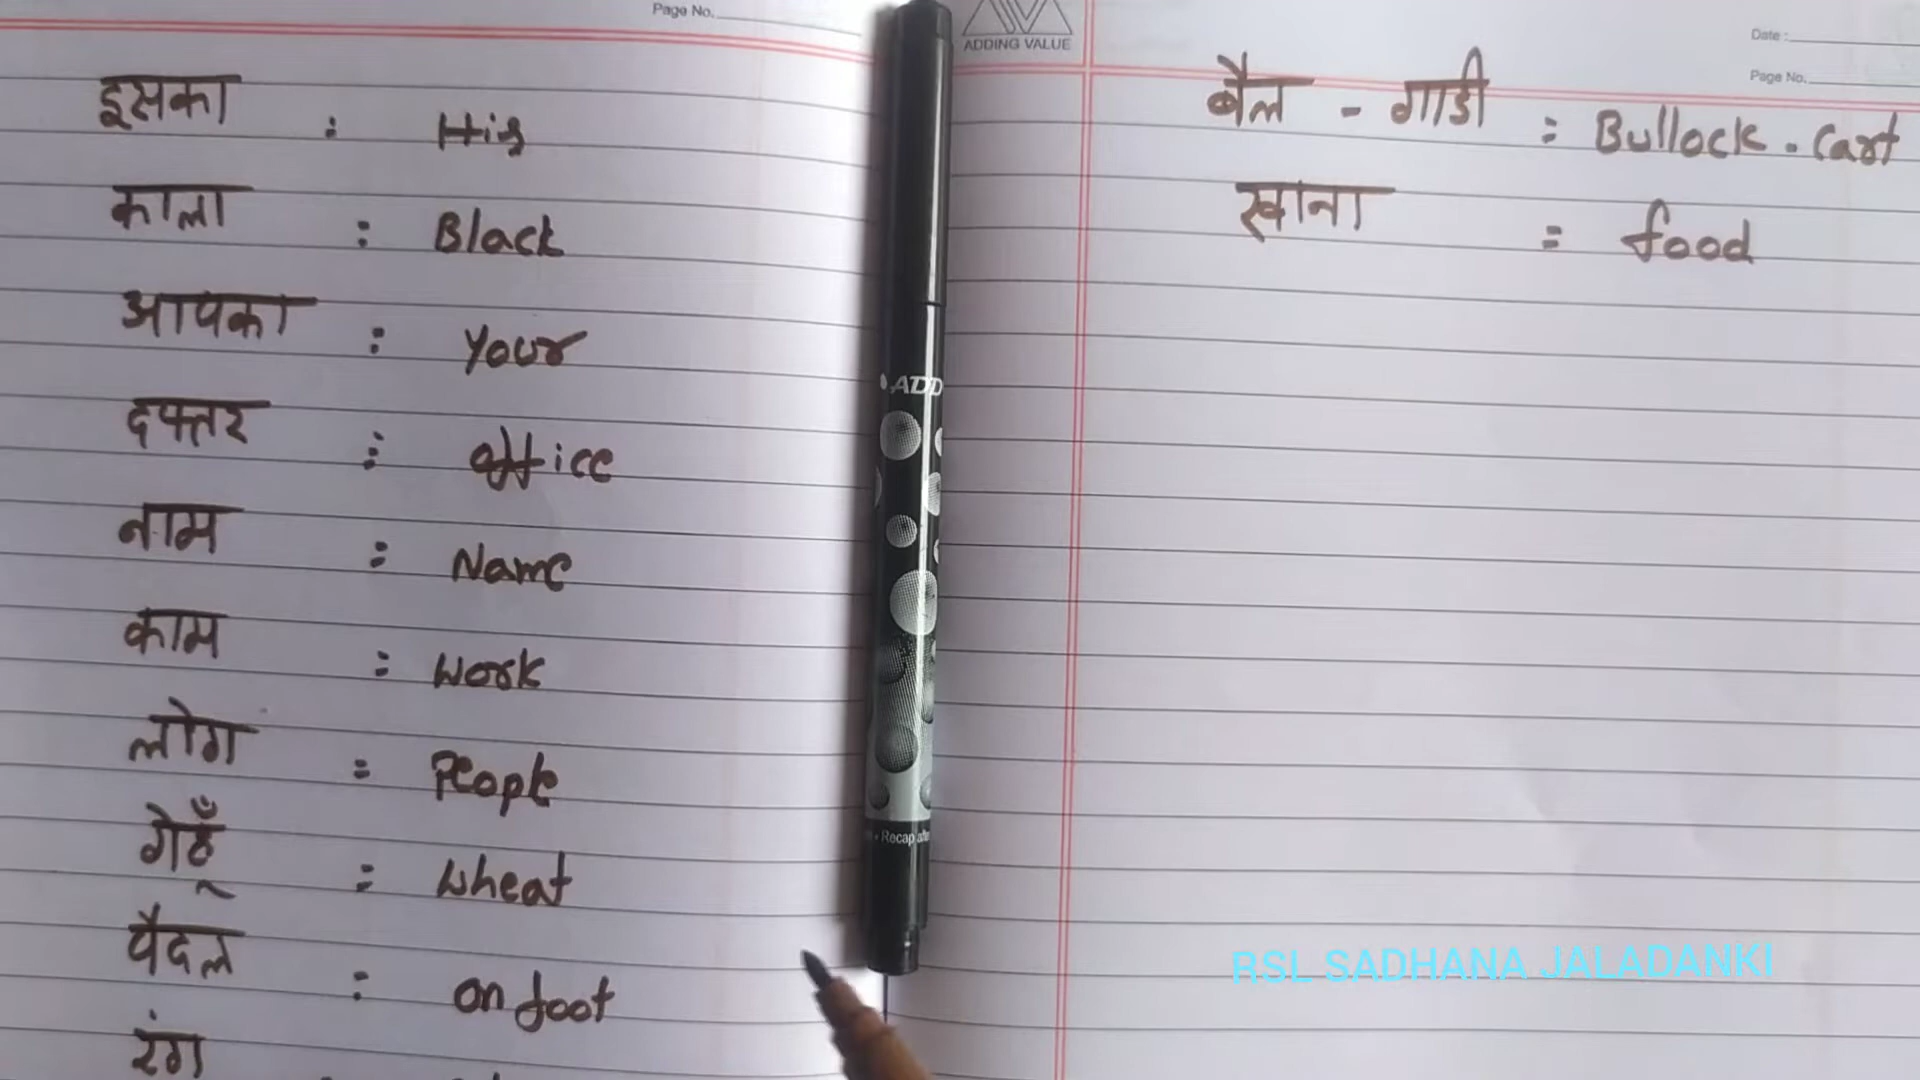 Page No.
इसका : His
काला : Black
आपका : Your
दफ्तर : office
नाम : Name
काम : work
लोग : People
गेहूँ : wheat
पैदल : on foot
रंग
ADDING VALUE
ADD
Recap
Date :
Page No.
बैल - गाडी : Bullock . Cart
खाना : food
RSL SADHANA JALADANKI